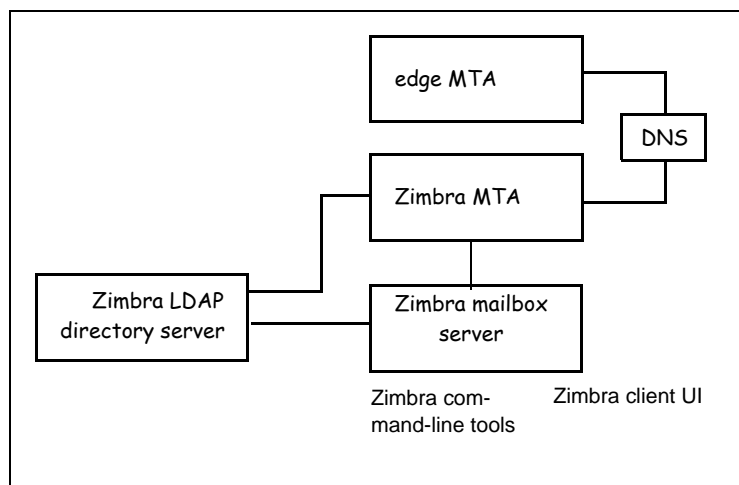 edge MTA
DNS
Zimbra MTA
Zimbra LDAP
directory server
Zimbra mailbox
server
Zimbra com-
mand-line tools
Zimbra client UI